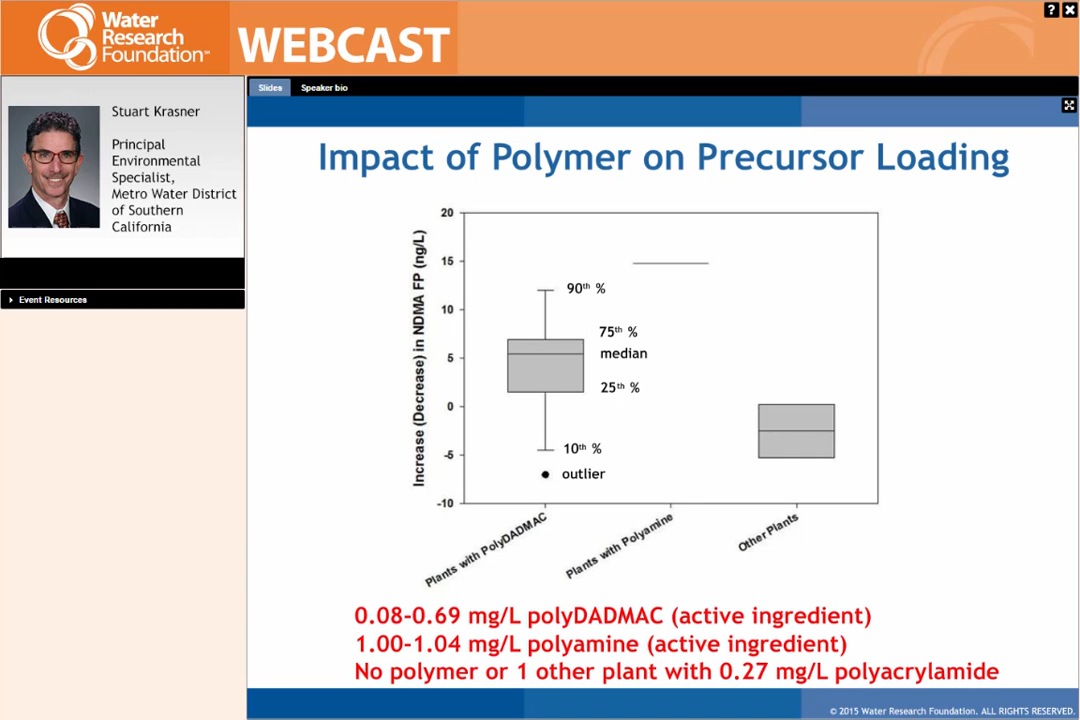 Water
Research
Foundation™
WEBCAST
? X
Slides Speaker bio
Stuart Krasner
Principal
Environmental
Specialist,
Metro Water District
of Southern
California
Event Resources
Impact of Polymer on Precursor Loading
Increase (Decrease) in NDMA FP (ng/L)
20
15
10
5
0
-5
-10
90th %
75th %
median
25th %
10th %
outlier
Plants with PolyDADMAC
Plants with Polyamine
Other Plants
0.08-0.69 mg/L polyDADMAC (active ingredient)
1.00-1.04 mg/L polyamine (active ingredient)
No polymer or 1 other plant with 0.27 mg/L polyacrylamide
© 2015 Water Research Foundation. ALL RIGHTS RESERVED.